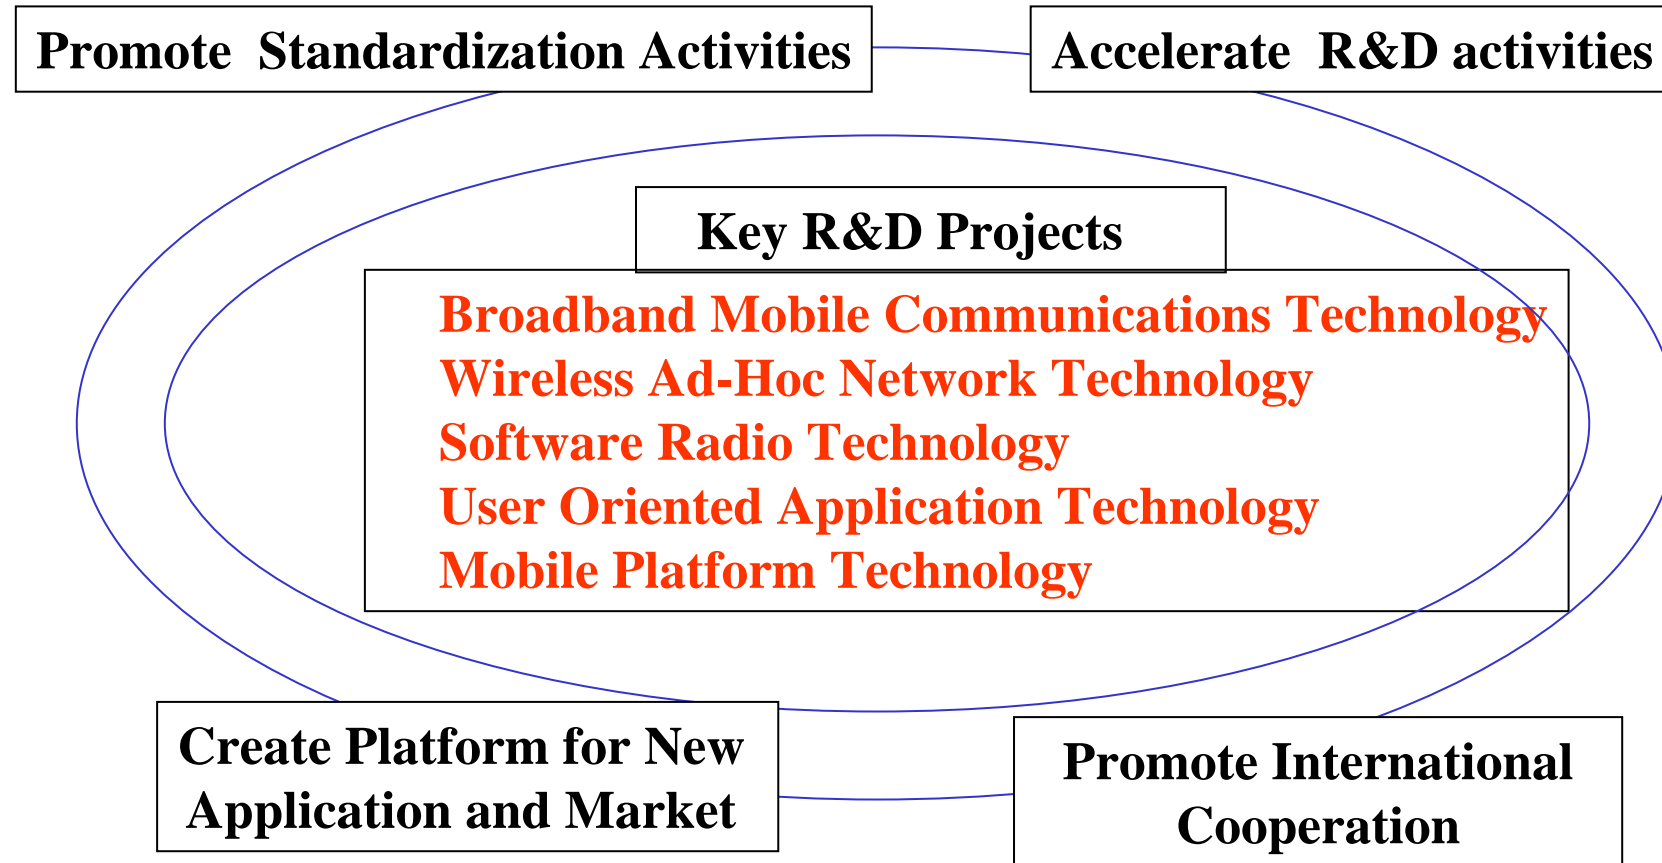 Promote  Standardization Activities
Accelerate  R&D activities
Key R&D Projects
Broadband Mobile Communications Technology
Wireless Ad-Hoc Network Technology
Software Radio Technology
User Oriented Application Technology
Mobile Platform Technology
Create Platform for New
Application and Market
Promote International
Cooperation